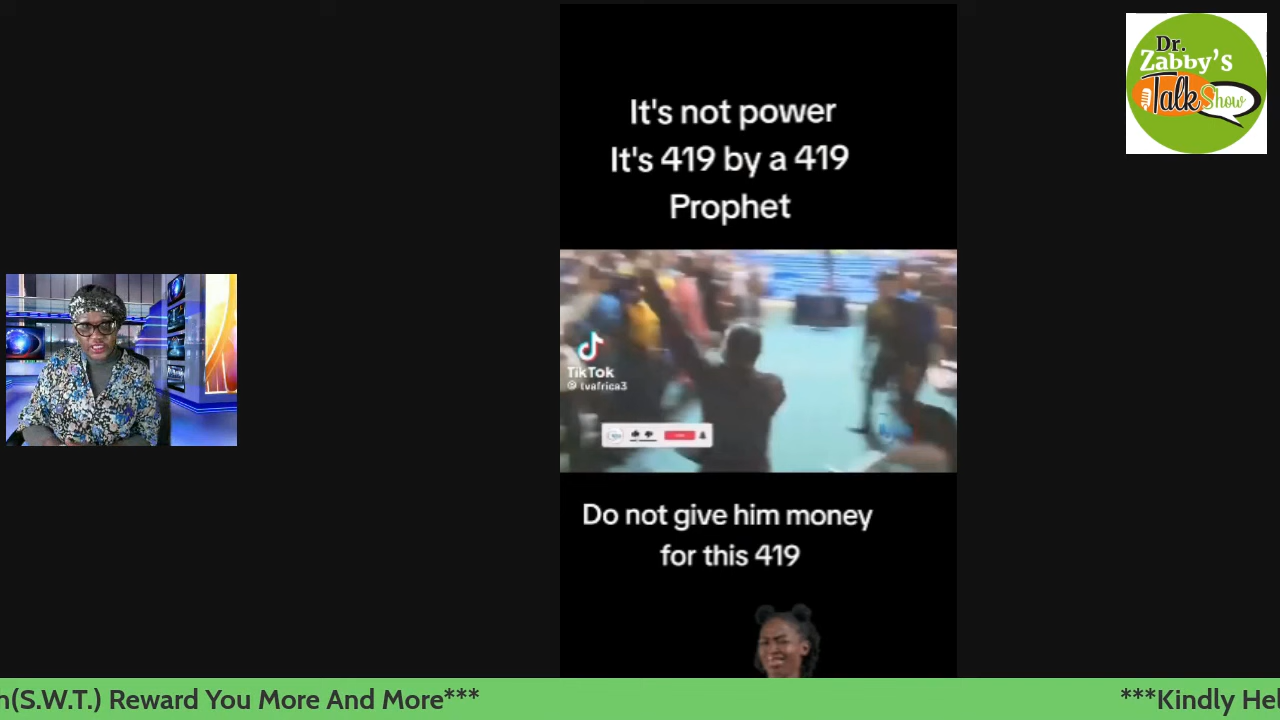 Dr.
Zabby's
Talk Show
It's not power
It's 419 by a 419
Prophet
TikTok
@ tvafrica3
Do not give him money
for this 419
(S.W.T.) Reward You More And More***
***Kindly